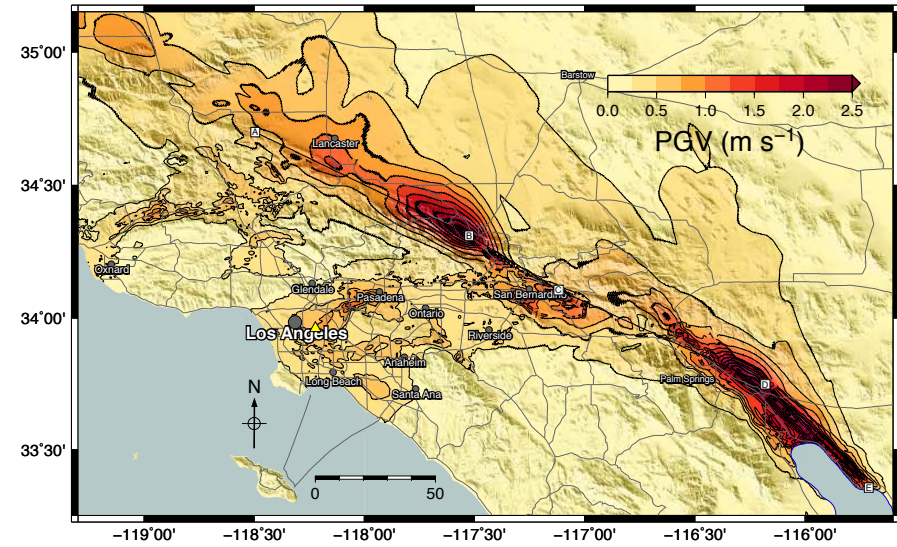 35°00'
34°30'
34°00'
33°30'
−119°00'
−118°30'
−118°00'
−117°30'
−117°00'
−116°30'
−116°00'
Barstow
0.0 0.5 1.0 1.5 2.0 2.5
PGV (m s⁻¹)
A
Lancaster
B
Oxnard
Glendale
Pasadena
San Bernardino
C
Ontario
Los Angeles
Riverside
Anaheim
Long Beach
Santa Ana
Palm Springs
D
E
N
0 50